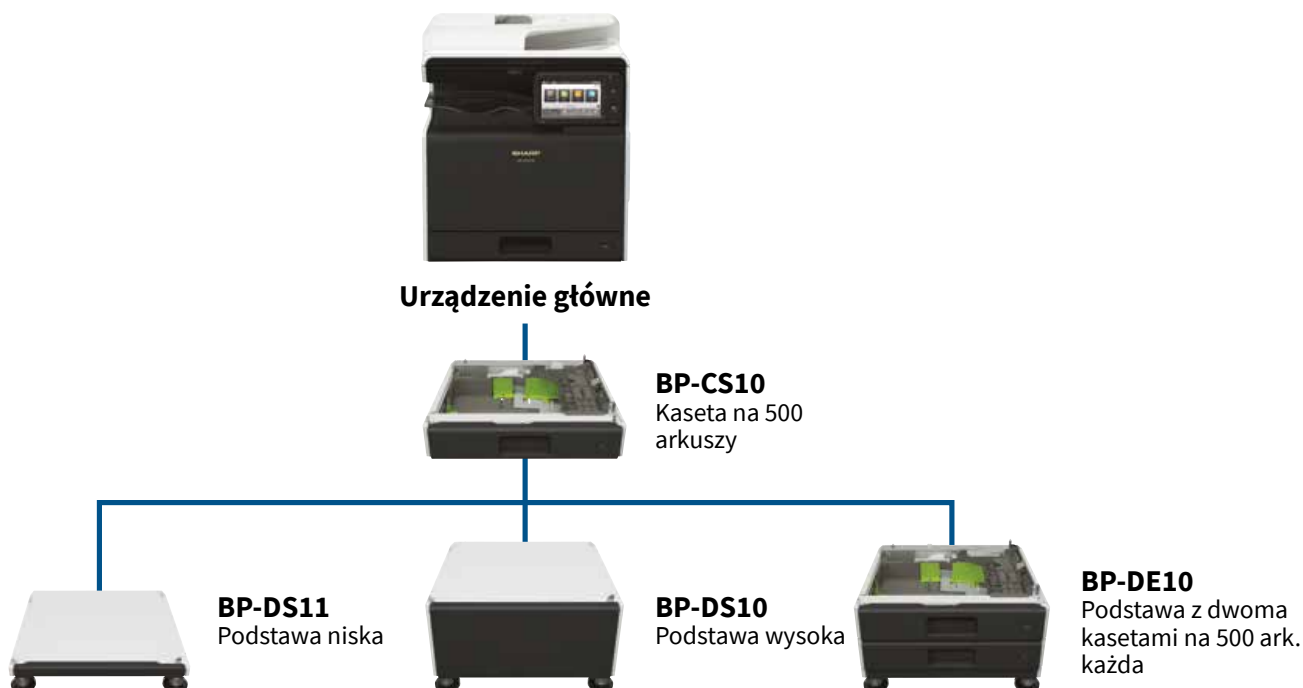 SHARP
Urządzenie główne
BP-CS10
Kaseta na 500
arkuszy
BP-DS11
Podstawa niska
BP-DS10
Podstawa wysoka
BP-DE10
Podstawa z dwoma
kasetami na 500 ark.
każda